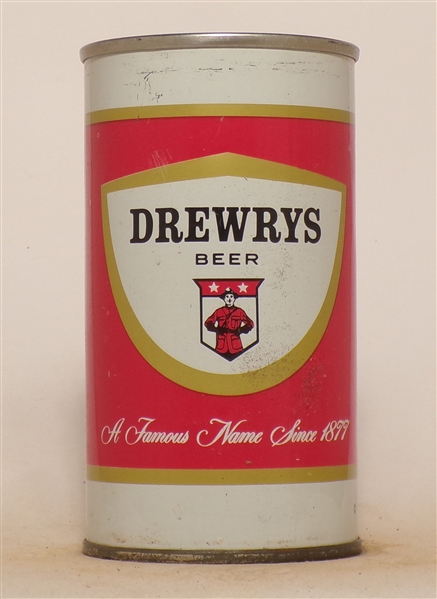 DREWRYS
BEER
A Famous Name Since 1877